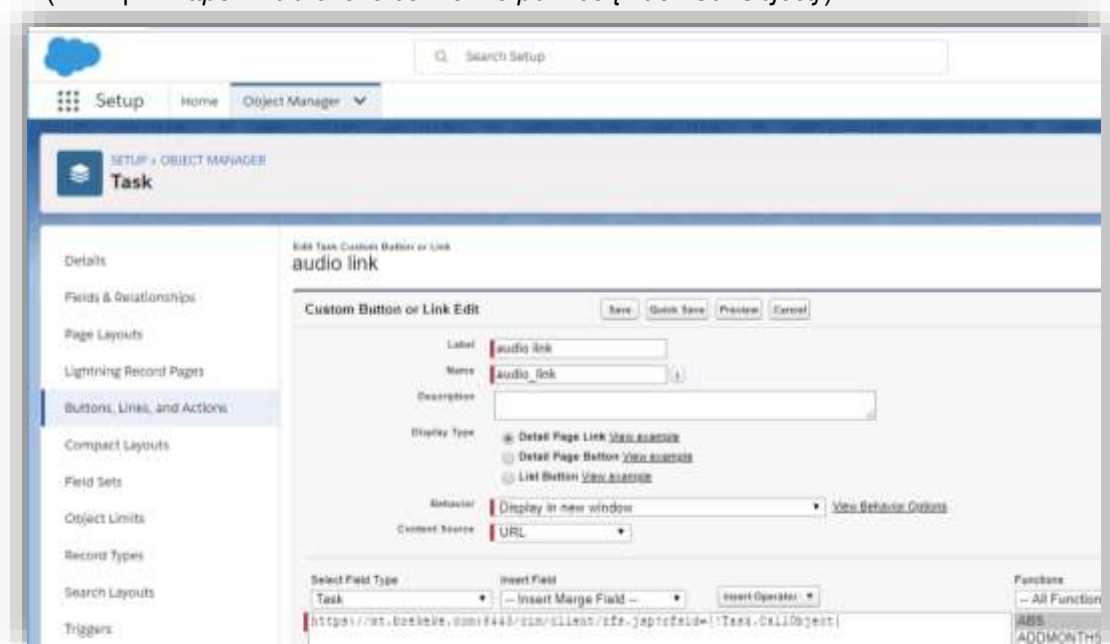 Search Setup
Setup Home Object Manager
SETUP > OBJECT MANAGER
Task
Details
Fields & Relationships
Page Layouts
Lightning Record Pages
Buttons, Links, and Actions
Compact Layouts
Field Sets
Object Limits
Record Types
Search Layouts
Triggers
Edit Task Custom Button or Link
audio link
Custom Button or Link Edit Save Quick Save Preview Cancel
Label audio link
Name audio_link i
Description
Display Type Detail Page Link View example
Detail Page Button View example
List Button View example
Behavior Display in new window View Behavior Options
Content Source URL
Select Field Type Insert Field Functions
Task -- Insert Merge Field -- Insert Operator -- All Function
ABS
ADDMONTHS